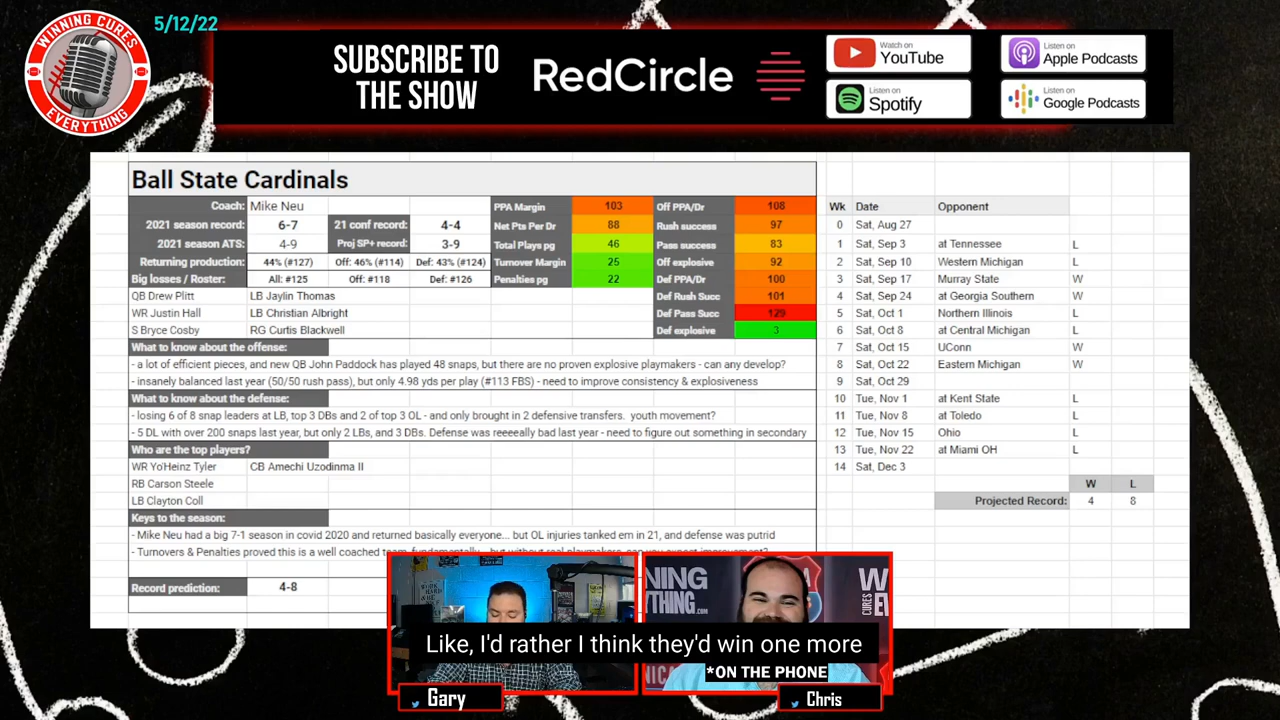 5/12/22
WINNING CURES
EVERYTHING
SUBSCRIBE TO
THE SHOW
RedCircle
Watch on
YouTube
Listen on
Spotify
Listen on
Apple Podcasts
Listen on
Google Podcasts
Ball State Cardinals
Coach: Mike Neu
2021 season record: 6-7 21 conf record: 4-4
2021 season ATS: 4-9 Proj SP+ record: 3-9
Returning production: 44% (#127) Off: 46% (#114) Def: 43% (#124)
Big losses / Roster: All: #125 Off: #118 Def: #126
QB Drew Plitt LB Jaylin Thomas
WR Justin Hall LB Christian Albright
S Bryce Cosby RG Curtis Blackwell
PPA Margin 103 Off PPA/Dr 108
Net Pts Per Dr 88 Rush success 97
Total Plays pg 46 Pass success 83
Turnover Margin 25 Off explosive 92
Penalties pg 22 Def PPA/Dr 100
Def Rush Succ 101
Def Pass Succ 129
Def explosive 3
What to know about the offense:
- a lot of efficient pieces, and new QB John Paddock has played 48 snaps, but there are no proven explosive playmakers - can any develop?
- insanely balanced last year (50/50 rush pass), but only 4.98 yds per play (#113 FBS) - need to improve consistency & explosiveness
What to know about the defense:
- losing 6 of 8 snap leaders at LB, top 3 DBs and 2 of top 3 OL - and only brought in 2 defensive transfers. youth movement?
- 5 DL with over 200 snaps last year, but only 2 LBs, and 3 DBs. Defense was reeeeally bad last year - need to figure out something in secondary
Who are the top players?
WR Yo'Heinz Tyler CB Amechi Uzodinma II
RB Carson Steele
LB Clayton Coll
Keys to the season:
- Mike Neu had a big 7-1 season in covid 2020 and returned basically everyone... but OL injuries tanked em in 21, and defense was putrid
- Turnovers & Penalties proved this is a well coached team, fundamentally... but without real playmakers, can you expect improvement?
Record prediction: 4-8
Wk Date Opponent
0 Sat, Aug 27
1 Sat, Sep 3 at Tennessee L
2 Sat, Sep 10 Western Michigan L
3 Sat, Sep 17 Murray State W
4 Sat, Sep 24 at Georgia Southern W
5 Sat, Oct 1 Northern Illinois L
6 Sat, Oct 8 at Central Michigan L
7 Sat, Oct 15 UConn W
8 Sat, Oct 22 Eastern Michigan W
9 Sat, Oct 29
10 Tue, Nov 1 at Kent State L
11 Tue, Nov 8 at Toledo L
12 Tue, Nov 15 Ohio L
13 Tue, Nov 22 at Miami OH L
14 Sat, Dec 3
W L
Projected Record: 4 8
Like, I'd rather I think they'd win one more
*ON THE PHONE
Gary
Chris